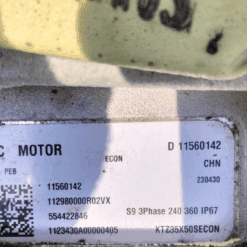 C MOTOR D 11560142
ECON CHN
PEB 230430
11560142
112980000R02VX
554422846 S9 3Phase 240 360 IP67
1123430A00000405 KTZ35X50SECON